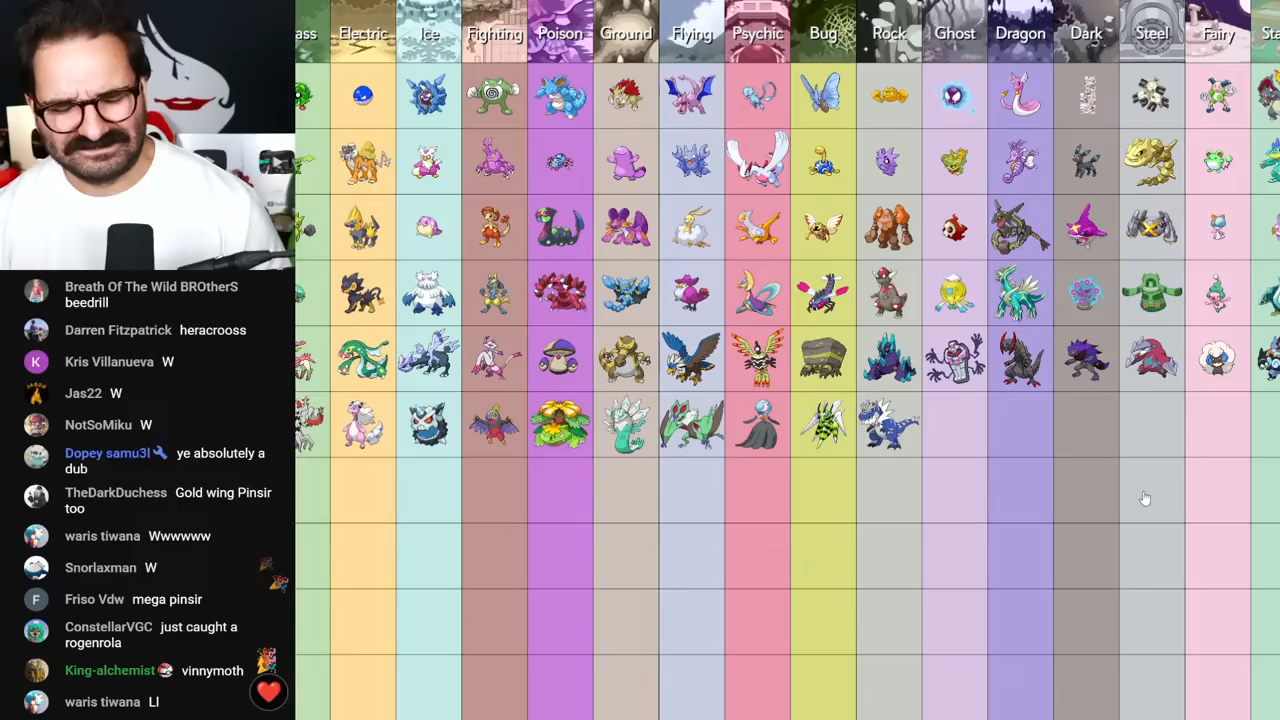 ass Electric Ice Fighting Poison Ground Flying Psychic Bug Rock Ghost Dragon Dark Steel Fairy Sta
Breath Of The Wild BROtherS
beedrill
Darren Fitzpatrick heracrooss
Kris Villanueva W
Jas22 W
NotSoMiku W
Dopey samu3l ye absolutely a
dub
TheDarkDuchess Gold wing Pinsir
too
waris tiwana Wwwwww
Snorlaxman W
F Friso Vdw mega pinsir
ConstellarVGC just caught a
rogenrola
King-alchemist vinnymoth
waris tiwana Ll